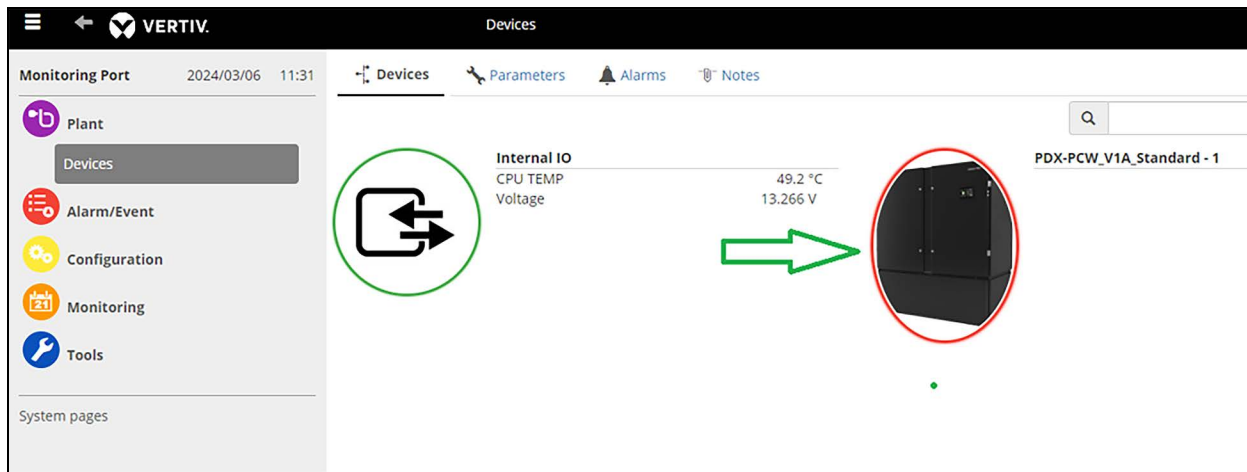 VERTIV.
Devices
Monitoring Port 2024/03/06 11:31
Devices Parameters Alarms Notes
Plant
Devices
Alarm/Event
Configuration
21
Monitoring
Tools
System pages
Internal IO
CPU TEMP 49.2 °C
Voltage 13.266 V
PDX-PCW_V1A_Standard - 1